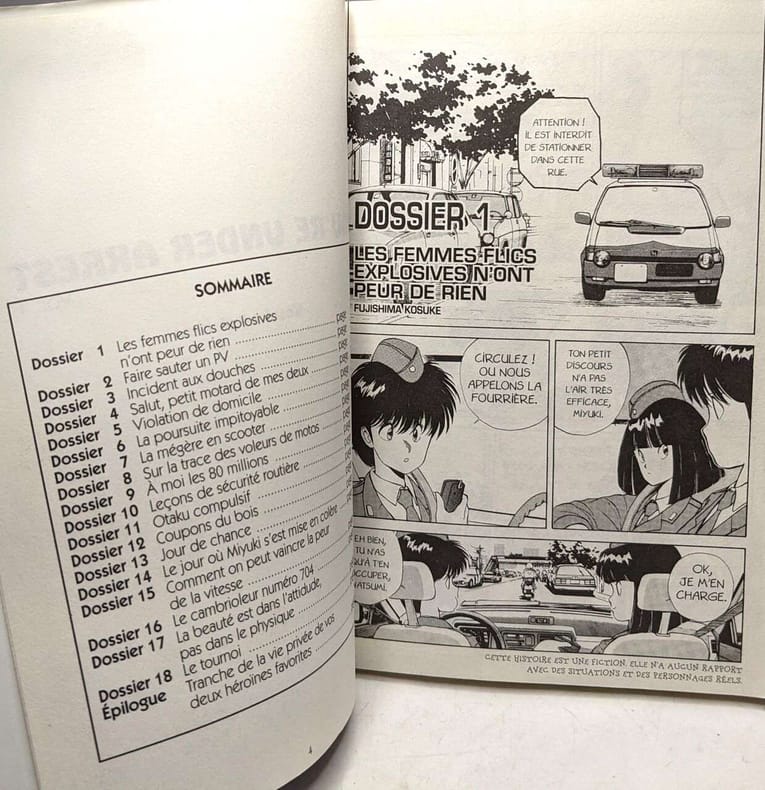 SOMMAIRE
Dossier 1 Les femmes flics explosives
n'ont peur de rien
Dossier 2 Faire sauter un PV
Dossier 3 Incident aux douches
Dossier 4 Salut, petit motard de mes deux
Dossier 5 Violation de domicile
Dossier 6 La poursuite impitoyable
Dossier 7 La mégère en scooter
Dossier 8 Sur la trace des voleurs de motos
Dossier 9 À moi les 80 millions
Dossier 10 Leçons de sécurité routière
Dossier 11 Otaku compulsif
Dossier 12 Coupons du bois
Dossier 13 Jour de chance
Dossier 14 Le jour où Miyuki s'est mise en colère
Dossier 15 Comment on peut vaincre la peur
de la vitesse
Dossier 16 Le cambrioleur numéro 704
Dossier 17 La beauté est dans l'attidude,
pas dans le physique
Dossier 18 Le tournoi
Épilogue Tranche de la vie privée de vos
deux héroïnes favorites
4
ATTENTION !
IL EST INTERDIT
DE STATIONNER
DANS CETTE
RUE.
DOSSIER 1
LES FEMMES FLICS
EXPLOSIVES N'ONT
PEUR DE RIEN
FUJISHIMA KOSUKE
CIRCULEZ !
OU NOUS
APPELONS LA
FOURRIÈRE.
TON PETIT
DISCOURS
N'A PAS
L'AIR TRÈS
EFFICACE,
MIYUKI.
EH BIEN,
TU N'AS
QU'À T'EN
OCCUPER,
NATSUMI.
OK,
JE M'EN
CHARGE.
CETTE HISTOIRE EST UNE FICTION. ELLE N'A AUCUN RAPPORT
AVEC DES SITUATIONS ET DES PERSONNAGES RÉELS.